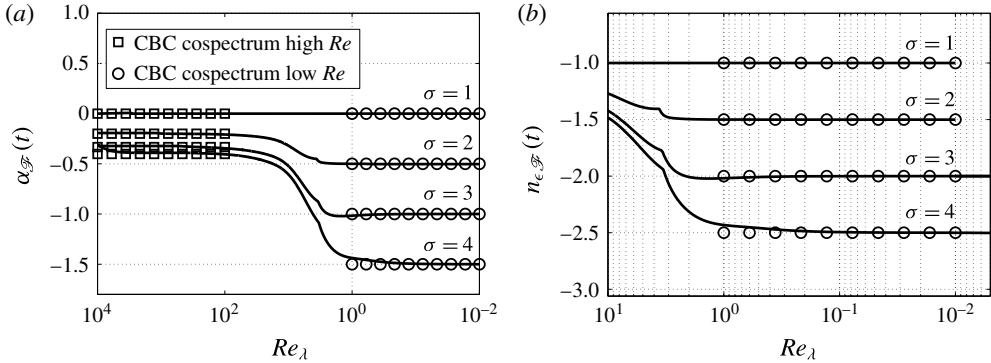 (a)
1.0
0.5
0
−0.5
−1.0
−1.5
α𝓕 (t)
CBC cospectrum high Re
CBC cospectrum low Re
σ = 1
σ = 2
σ = 3
σ = 4
10⁴
10²
10⁰
10⁻²
Reλ
(b)
−1.0
−1.5
−2.0
−2.5
−3.0
nϵ𝓕 (t)
σ = 1
σ = 2
σ = 3
σ = 4
10¹
10⁰
10⁻¹
10⁻²
Reλ